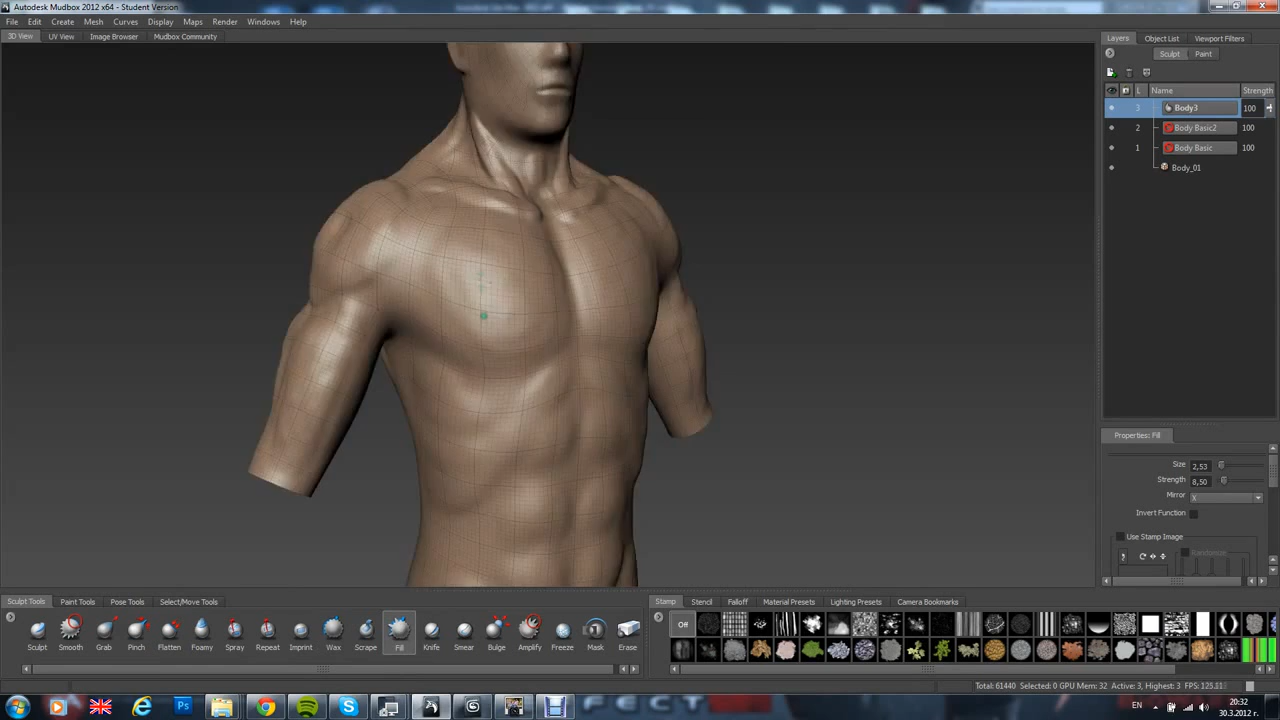 Autodesk Mudbox 2012 x64 - Student Version
File Edit Create Mesh Curves Display Maps Render Windows Help
3D View UV View Image Browser Mudbox Community
Layers Object List Viewport Filters
Sculpt Paint
L Name Strength
3 Body3 100
2 Body Basic2 100
1 Body Basic 100
Body_01
Properties: Fill
Size 2,53
Strength 8,50
Mirror X
Invert Function
Use Stamp Image
Randomize
Sculpt Tools Paint Tools Pose Tools Select/Move Tools
Stamp Stencil Falloff Material Presets Lighting Presets Camera Bookmarks
Off
Sculpt Smooth Grab Pinch Flatten Foamy Spray Repeat Imprint Wax Scrape Fill Knife Smear Bulge Amplify Freeze Mask Erase
Total: 61440 Selected: 0 GPU Mem: 32 Active: 3, Highest: 3 FPS:
Ps
FECT
EN
20:32
30.3.2012 г.